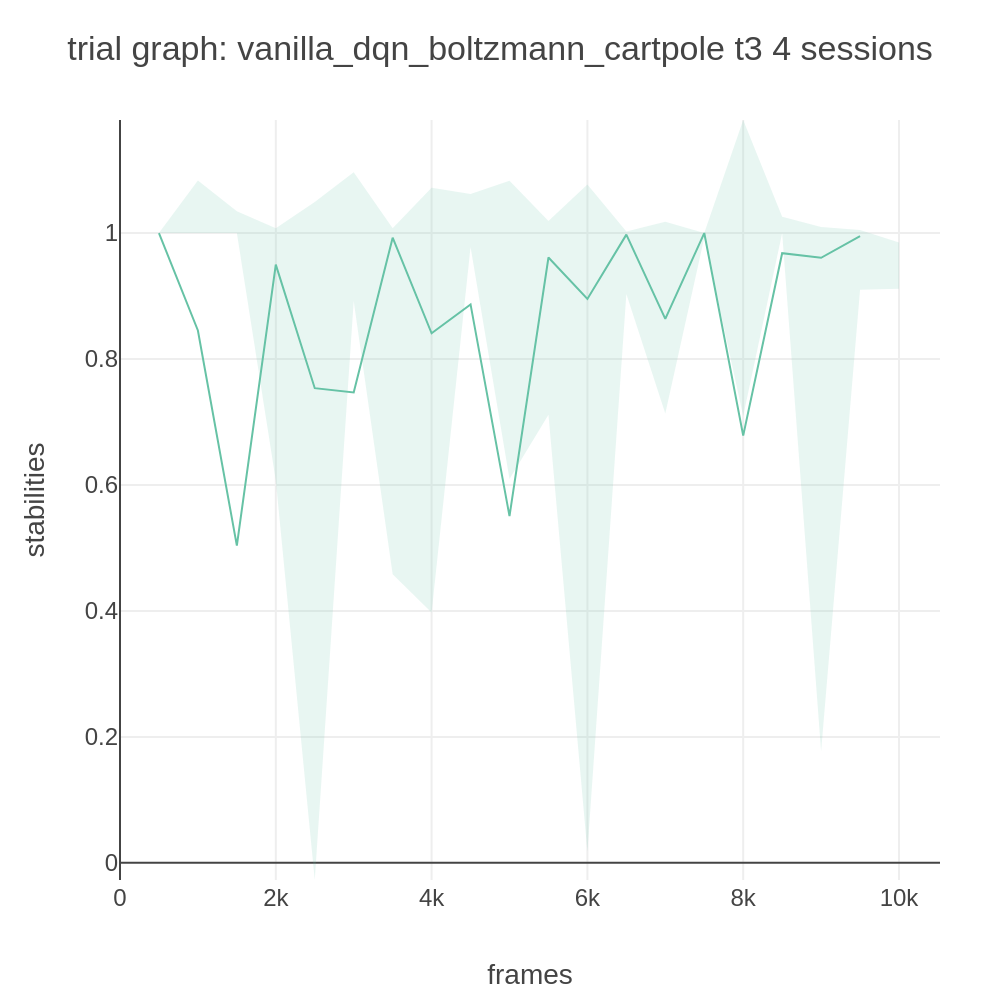 trial graph: vanilla_dqn_boltzmann_cartpole t3 4 sessions
stabilities
1
0.8
0.6
0.4
0.2
0
0 2k 4k 6k 8k 10k
frames